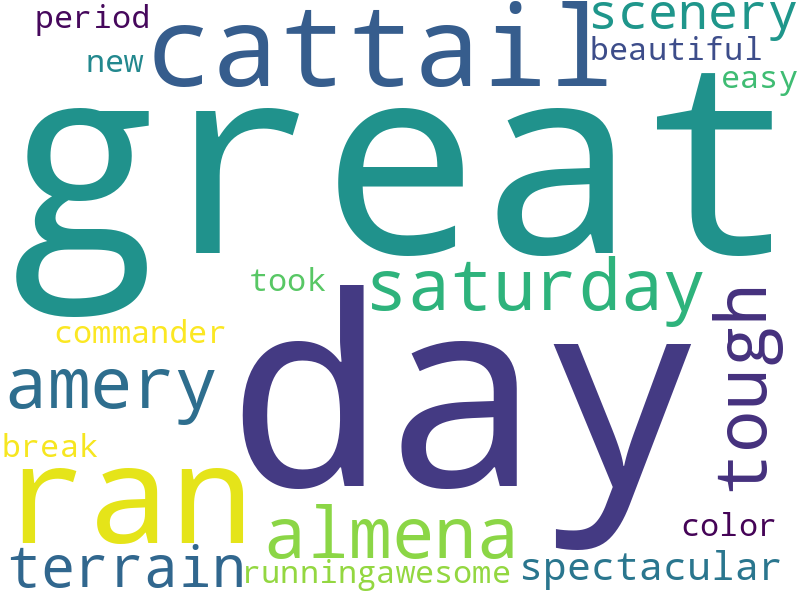 period
cattail
scenery
new
beautiful
easy
great
took
saturday
commander
day
tough
amery
break
ran
almena
color
terrain
runningawesome
spectacular